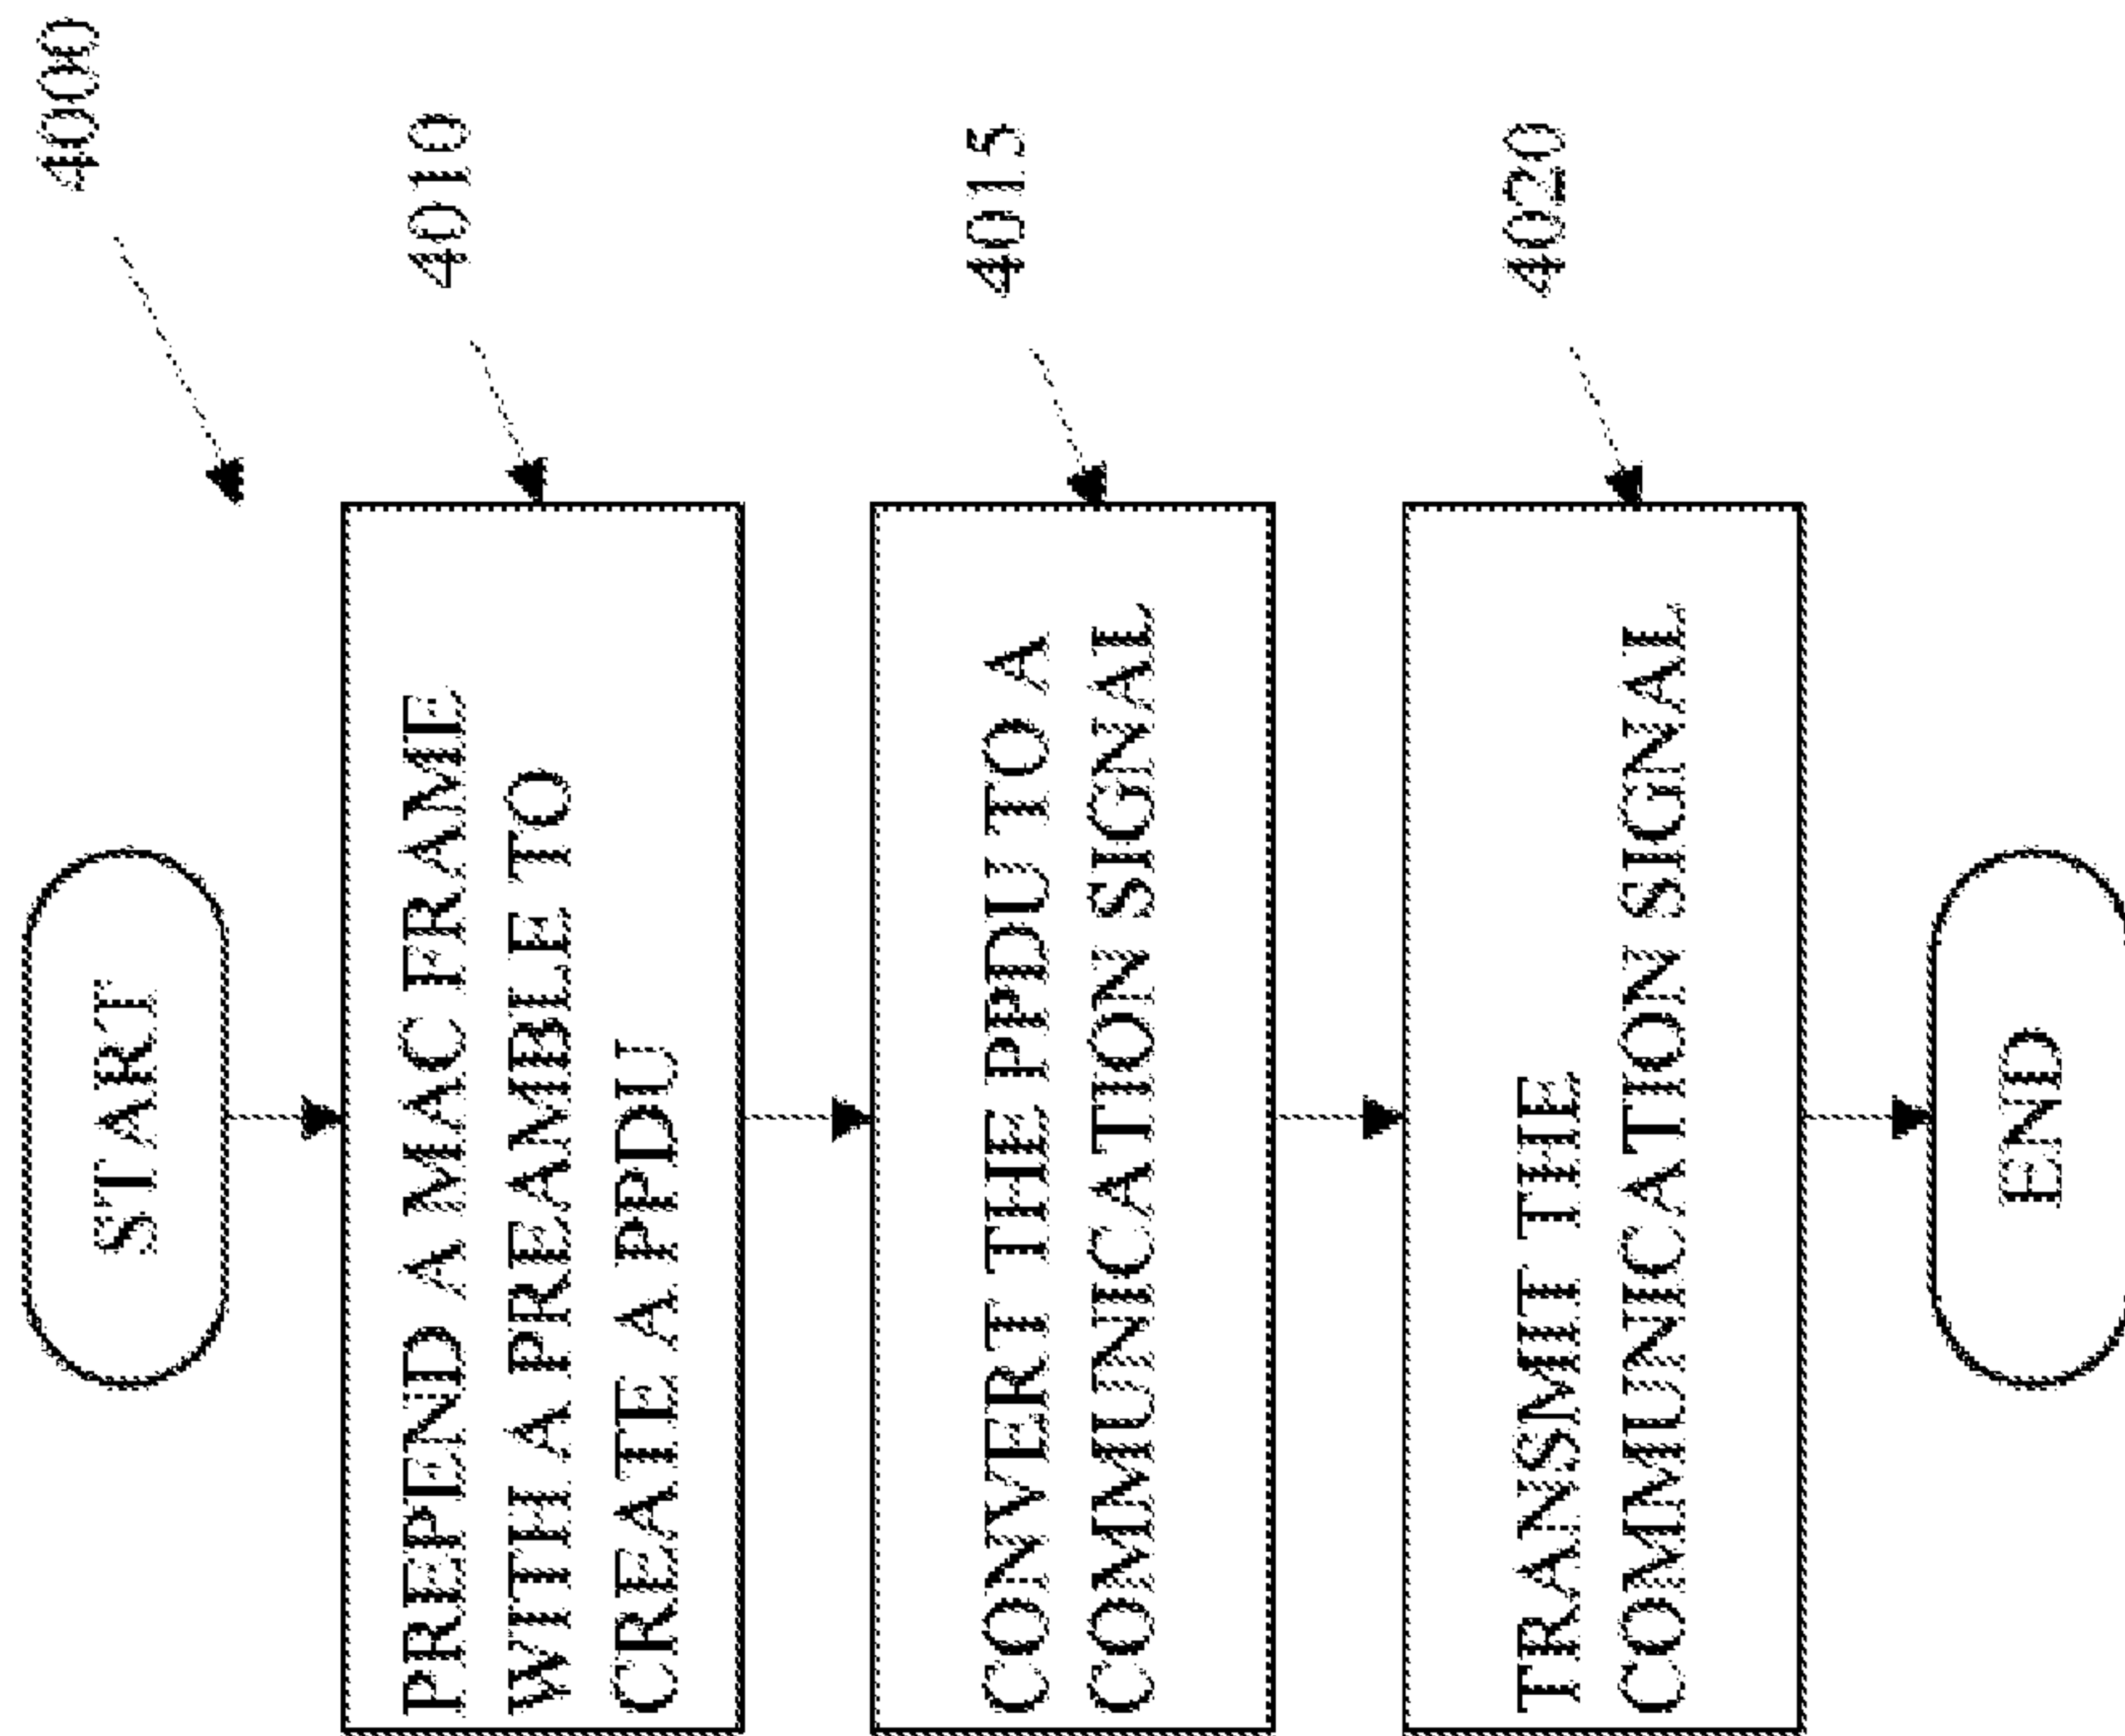 4000
START
4010
PREPEND A MAC FRAME
WITH A PREAMBLE TO
CREATE A PPDU
4015
CONVERT THE PPDU TO A
COMMUNICATION SIGNAL
4020
TRANSMIT THE
COMMUNICATION SIGNAL
END